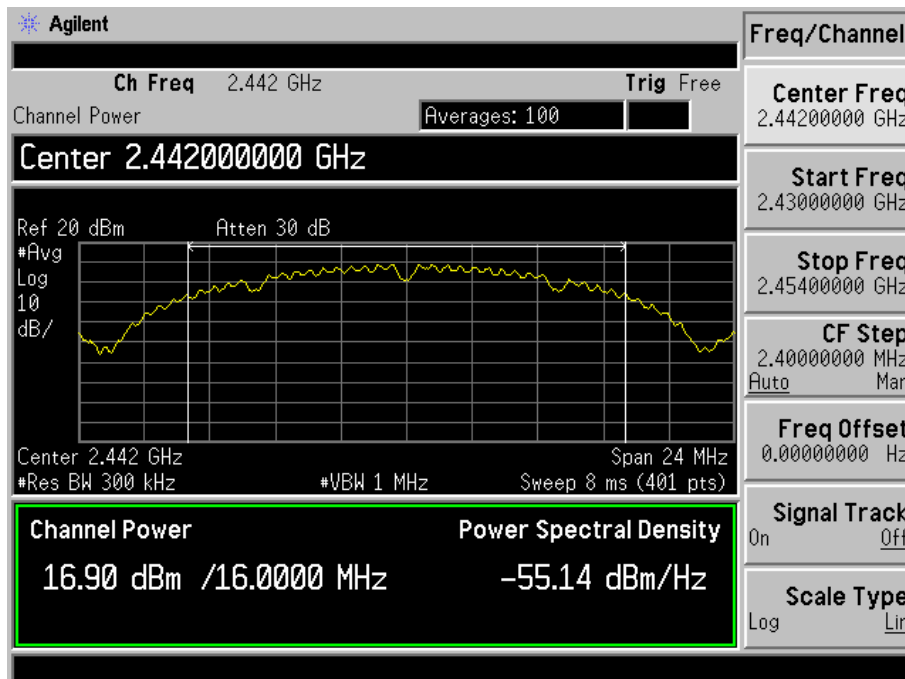 Agilent
Ch Freq 2.442 GHz Trig Free
Channel Power Averages: 100
Center 2.442000000 GHz
Ref 20 dBm Atten 30 dB
#Avg
Log
10
dB/
Center 2.442 GHz Span 24 MHz
#Res BW 300 kHz #VBW 1 MHz Sweep 8 ms (401 pts)
Channel Power Power Spectral Density
16.90 dBm /16.0000 MHz -55.14 dBm/Hz
Freq/Channel
Center Freq
2.44200000 GHz
Start Freq
2.43000000 GHz
Stop Freq
2.45400000 GHz
CF Step
2.40000000 MHz
Auto Man
Freq Offset
0.00000000 Hz
Signal Track
On Off
Scale Type
Log Lin